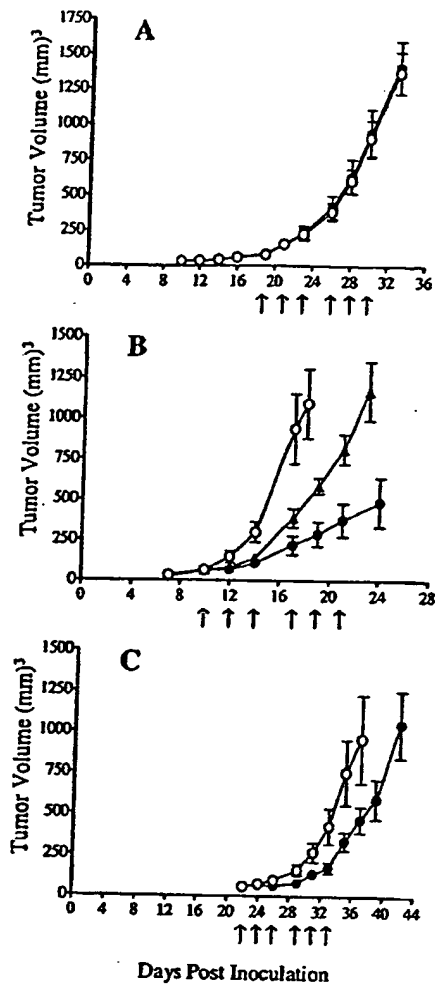 A
Tumor Volume (mm)³
1750
1500
1250
1000
750
500
250
0
0 4 8 12 16 20 24 28 32 36
↑ ↑ ↑ ↑ ↑ ↑
B
Tumor Volume (mm)³
1500
1250
1000
750
500
250
0
0 4 8 12 16 20 24 28
↑ ↑ ↑ ↑ ↑ ↑
C
Tumor Volume (mm)³
1500
1250
1000
750
500
250
0
0 4 8 12 16 20 24 28 32 36 40 44
↑ ↑ ↑ ↑ ↑ ↑
Days Post Inoculation